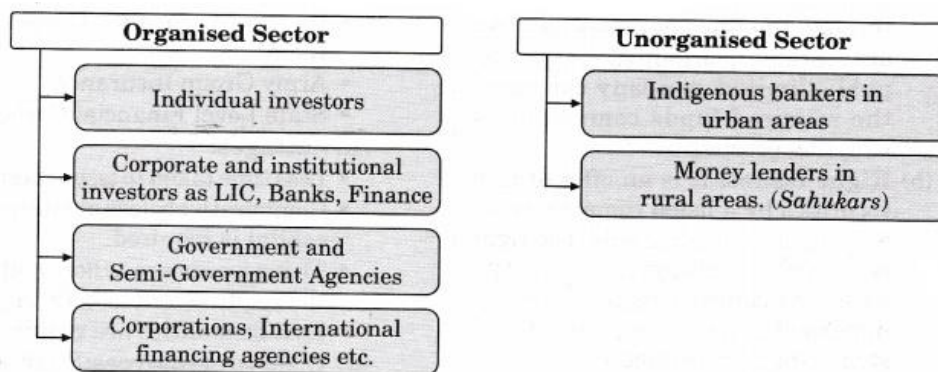 Organised Sector
Individual investors
Corporate and institutional
investors as LIC, Banks, Finance
Government and
Semi-Government Agencies
Corporations, International
financing agencies etc.
Unorganised Sector
Indigenous bankers in
urban areas
Money lenders in
rural areas. (Sahukars)